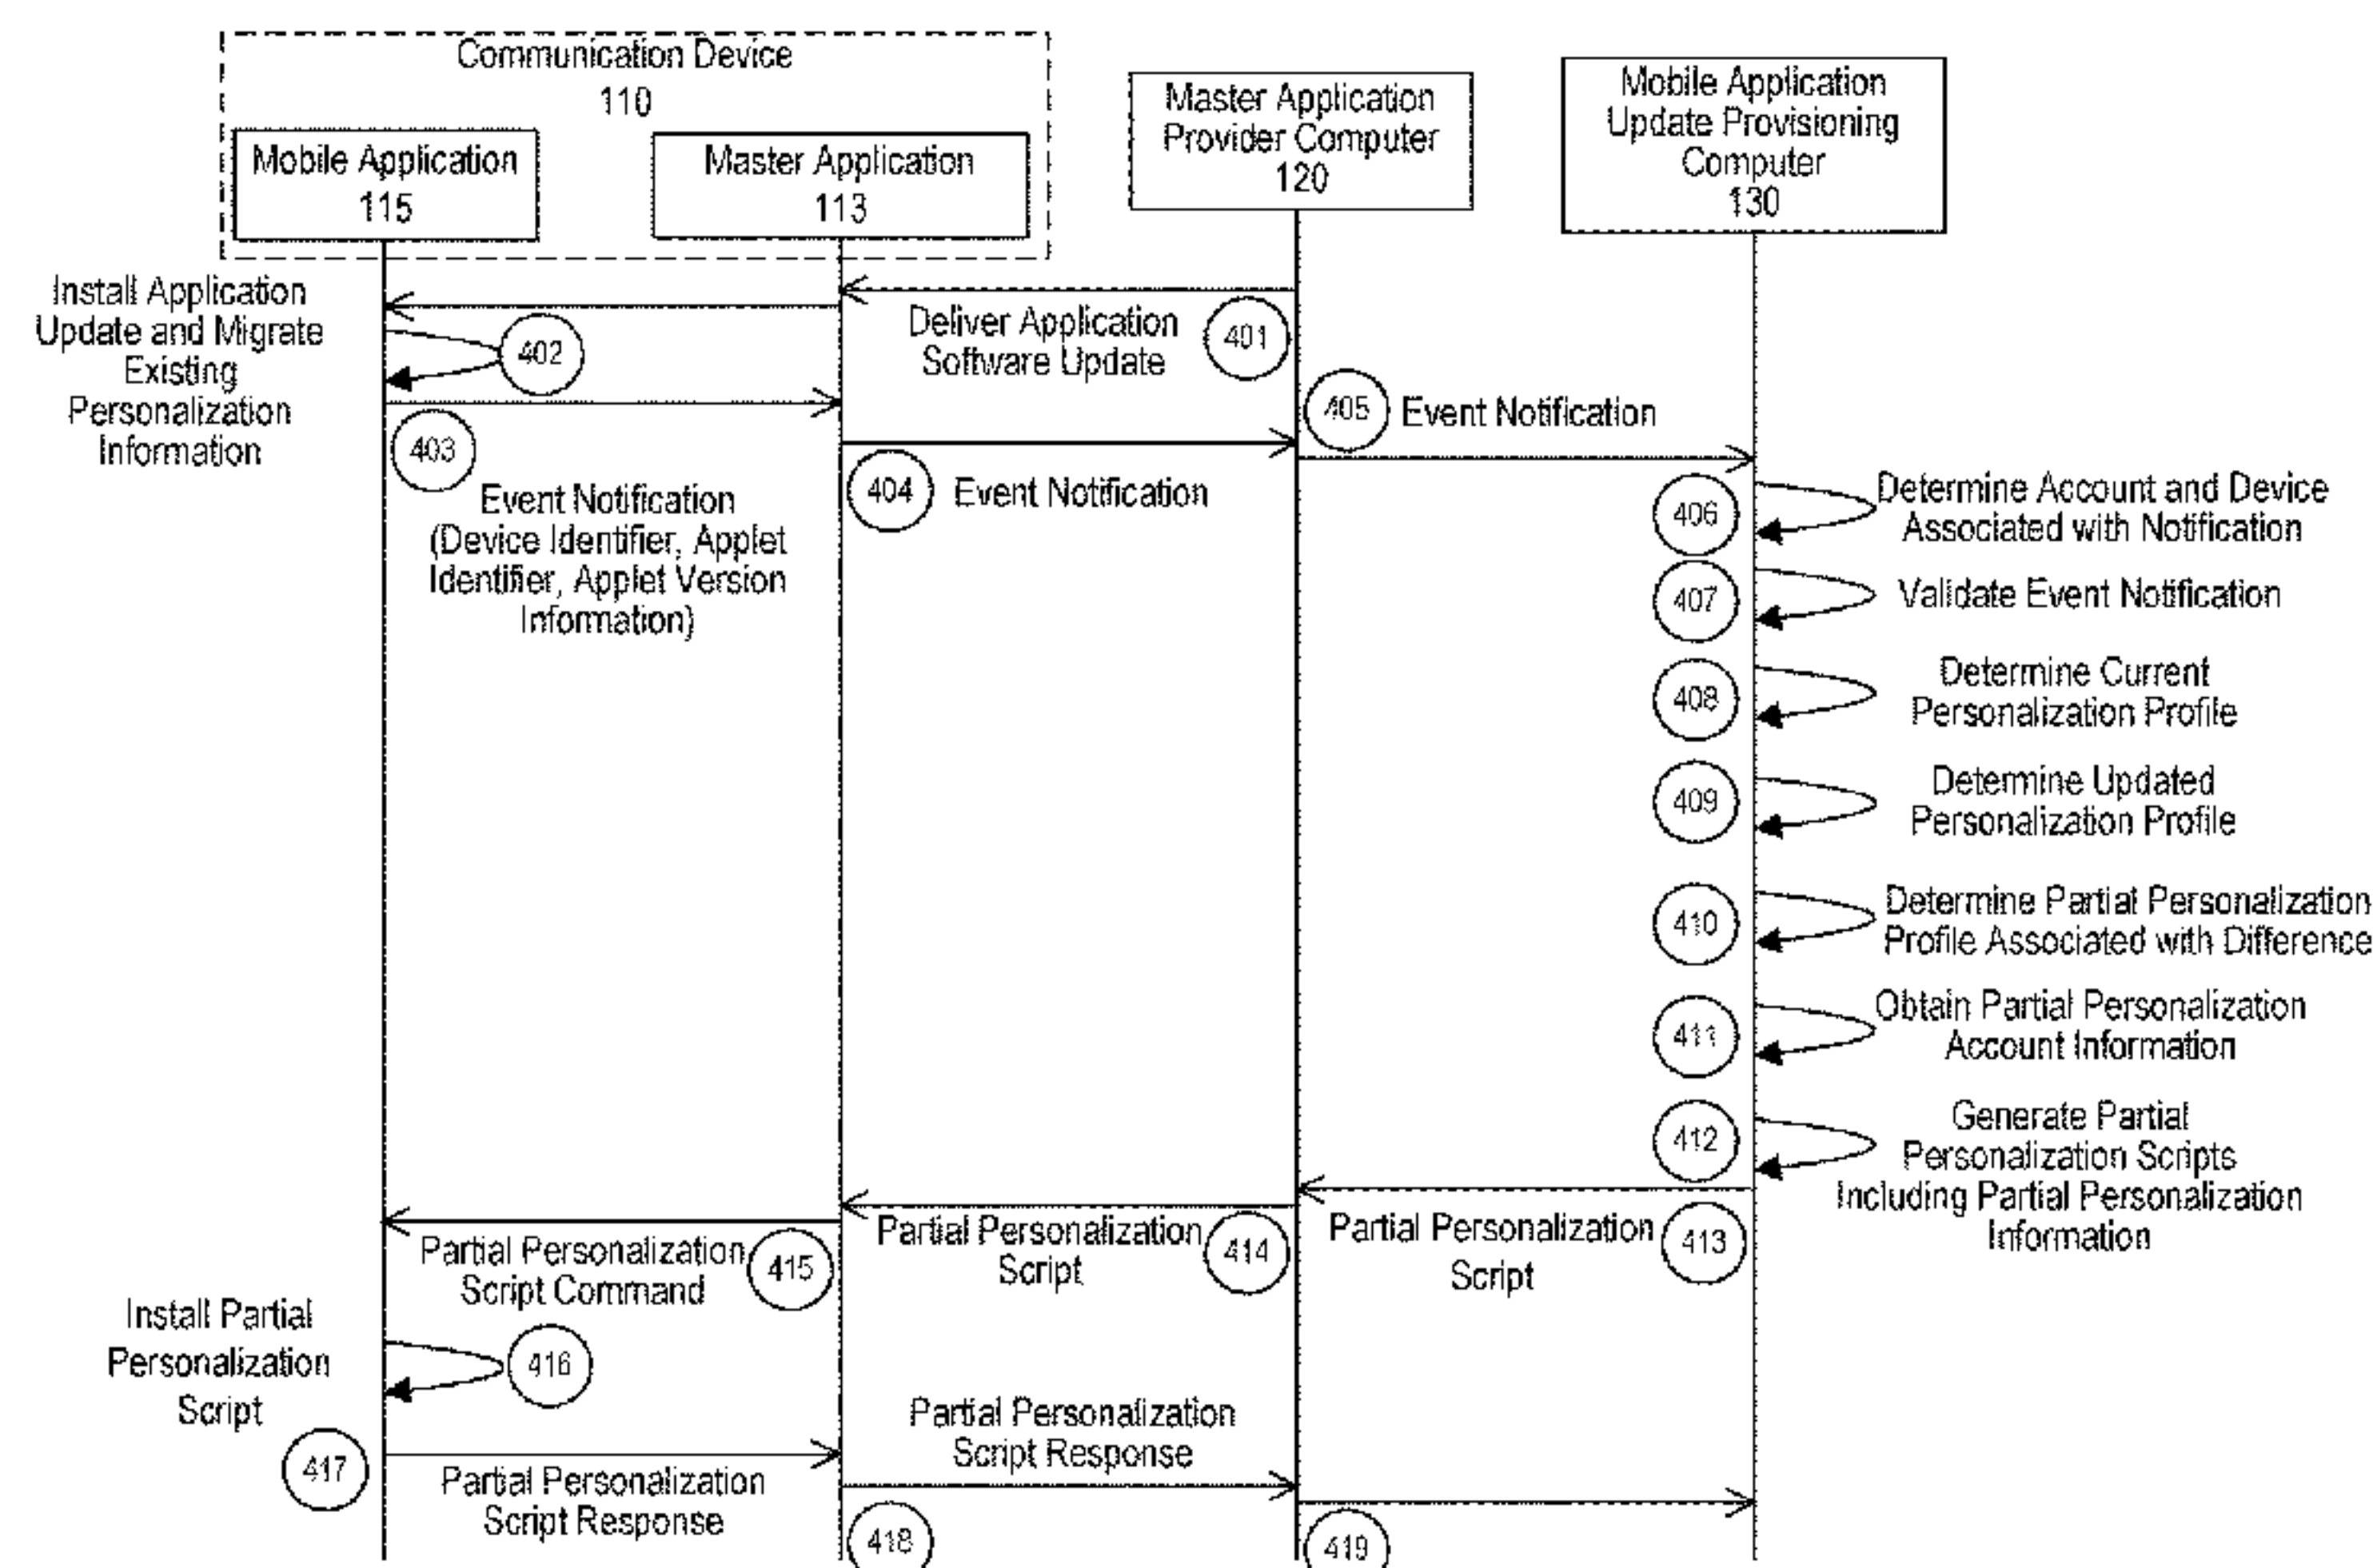 Communication Device
110
Mobile Application
115
Master Application
113
Master Application
Provider Computer
120
Mobile Application
Update Provisioning
Computer
130
Install Application
Update and Migrate
Existing
Personalization
Information
402
Deliver Application
Software Update
401
403
Event Notification
(Device Identifier, Applet
Identifier, Applet Version
Information)
404
Event Notification
405
Event Notification
406
Determine Account and Device
Associated with Notification
407
Validate Event Notification
408
Determine Current
Personalization Profile
409
Determine Updated
Personalization Profile
410
Determine Partial Personalization
Profile Associated with Difference
411
Obtain Partial Personalization
Account Information
412
Generate Partial
Personalization Scripts
Including Partial Personalization
Information
Partial Personalization
Script
413
Partial Personalization
Script
414
Partial Personalization
Script Command
415
Install Partial
Personalization
Script
416
417
Partial Personalization
Script Response
Partial Personalization
Script Response
418
419